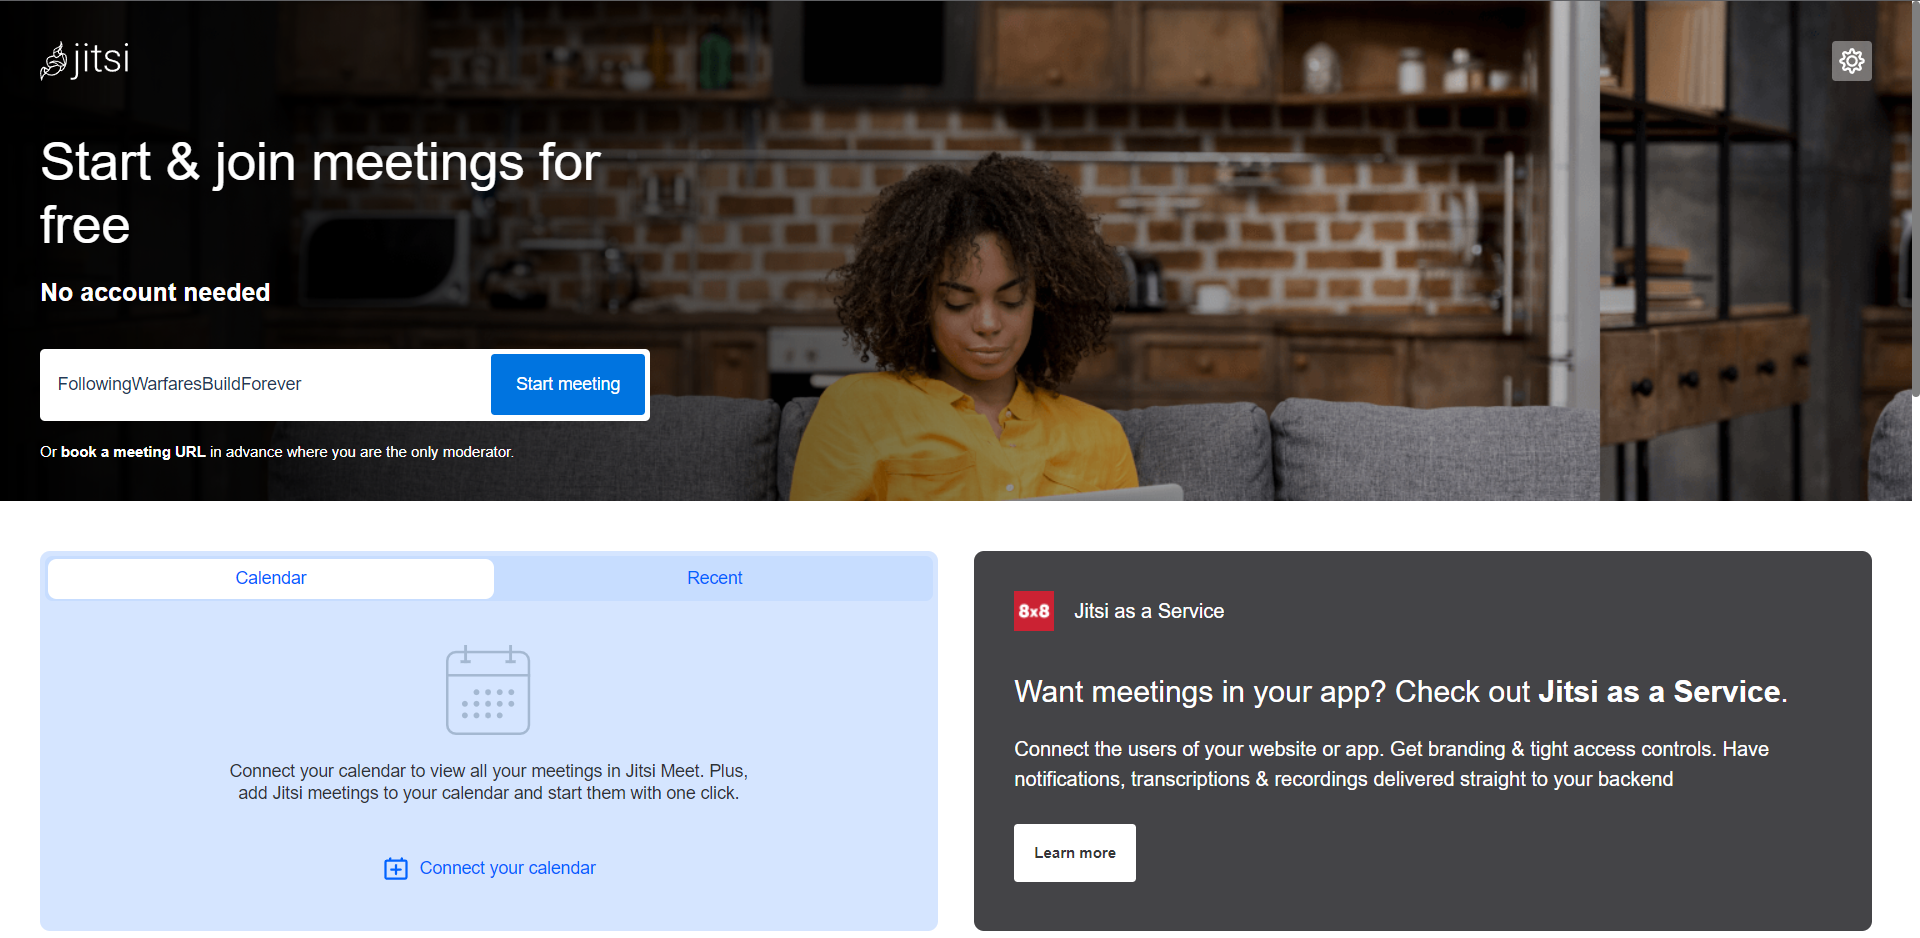 jitsi
Start & join meetings for
free
No account needed
FollowingWarfaresBuildForever
Start meeting
Or book a meeting URL in advance where you are the only moderator.
Calendar
Recent
Connect your calendar to view all your meetings in Jitsi Meet. Plus,
add Jitsi meetings to your calendar and start them with one click.
Connect your calendar
8x8
Jitsi as a Service
Want meetings in your app? Check out Jitsi as a Service.
Connect the users of your website or app. Get branding & tight access controls. Have
notifications, transcriptions & recordings delivered straight to your backend
Learn more